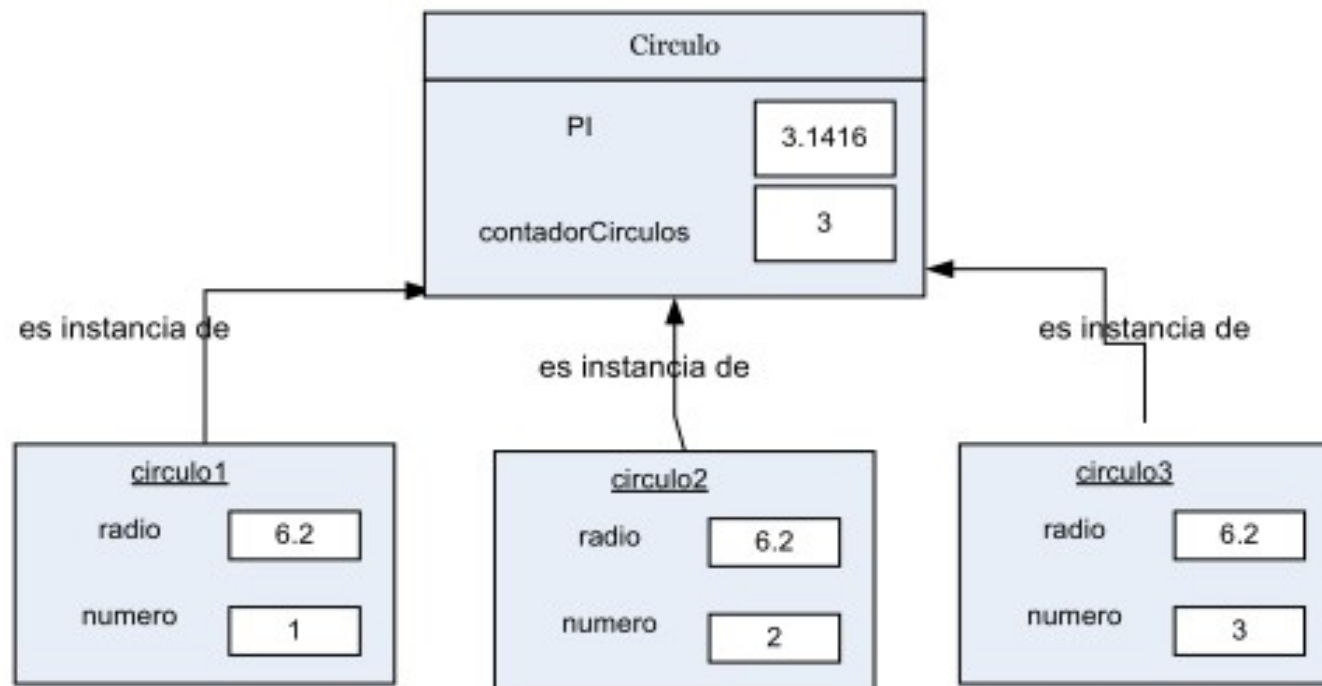 Circulo
PI
3.1416
contadorCirculos
3
es instancia de
es instancia de
es instancia de
circulo1
radio
6.2
numero
1
circulo2
radio
6.2
numero
2
circulo3
radio
6.2
numero
3